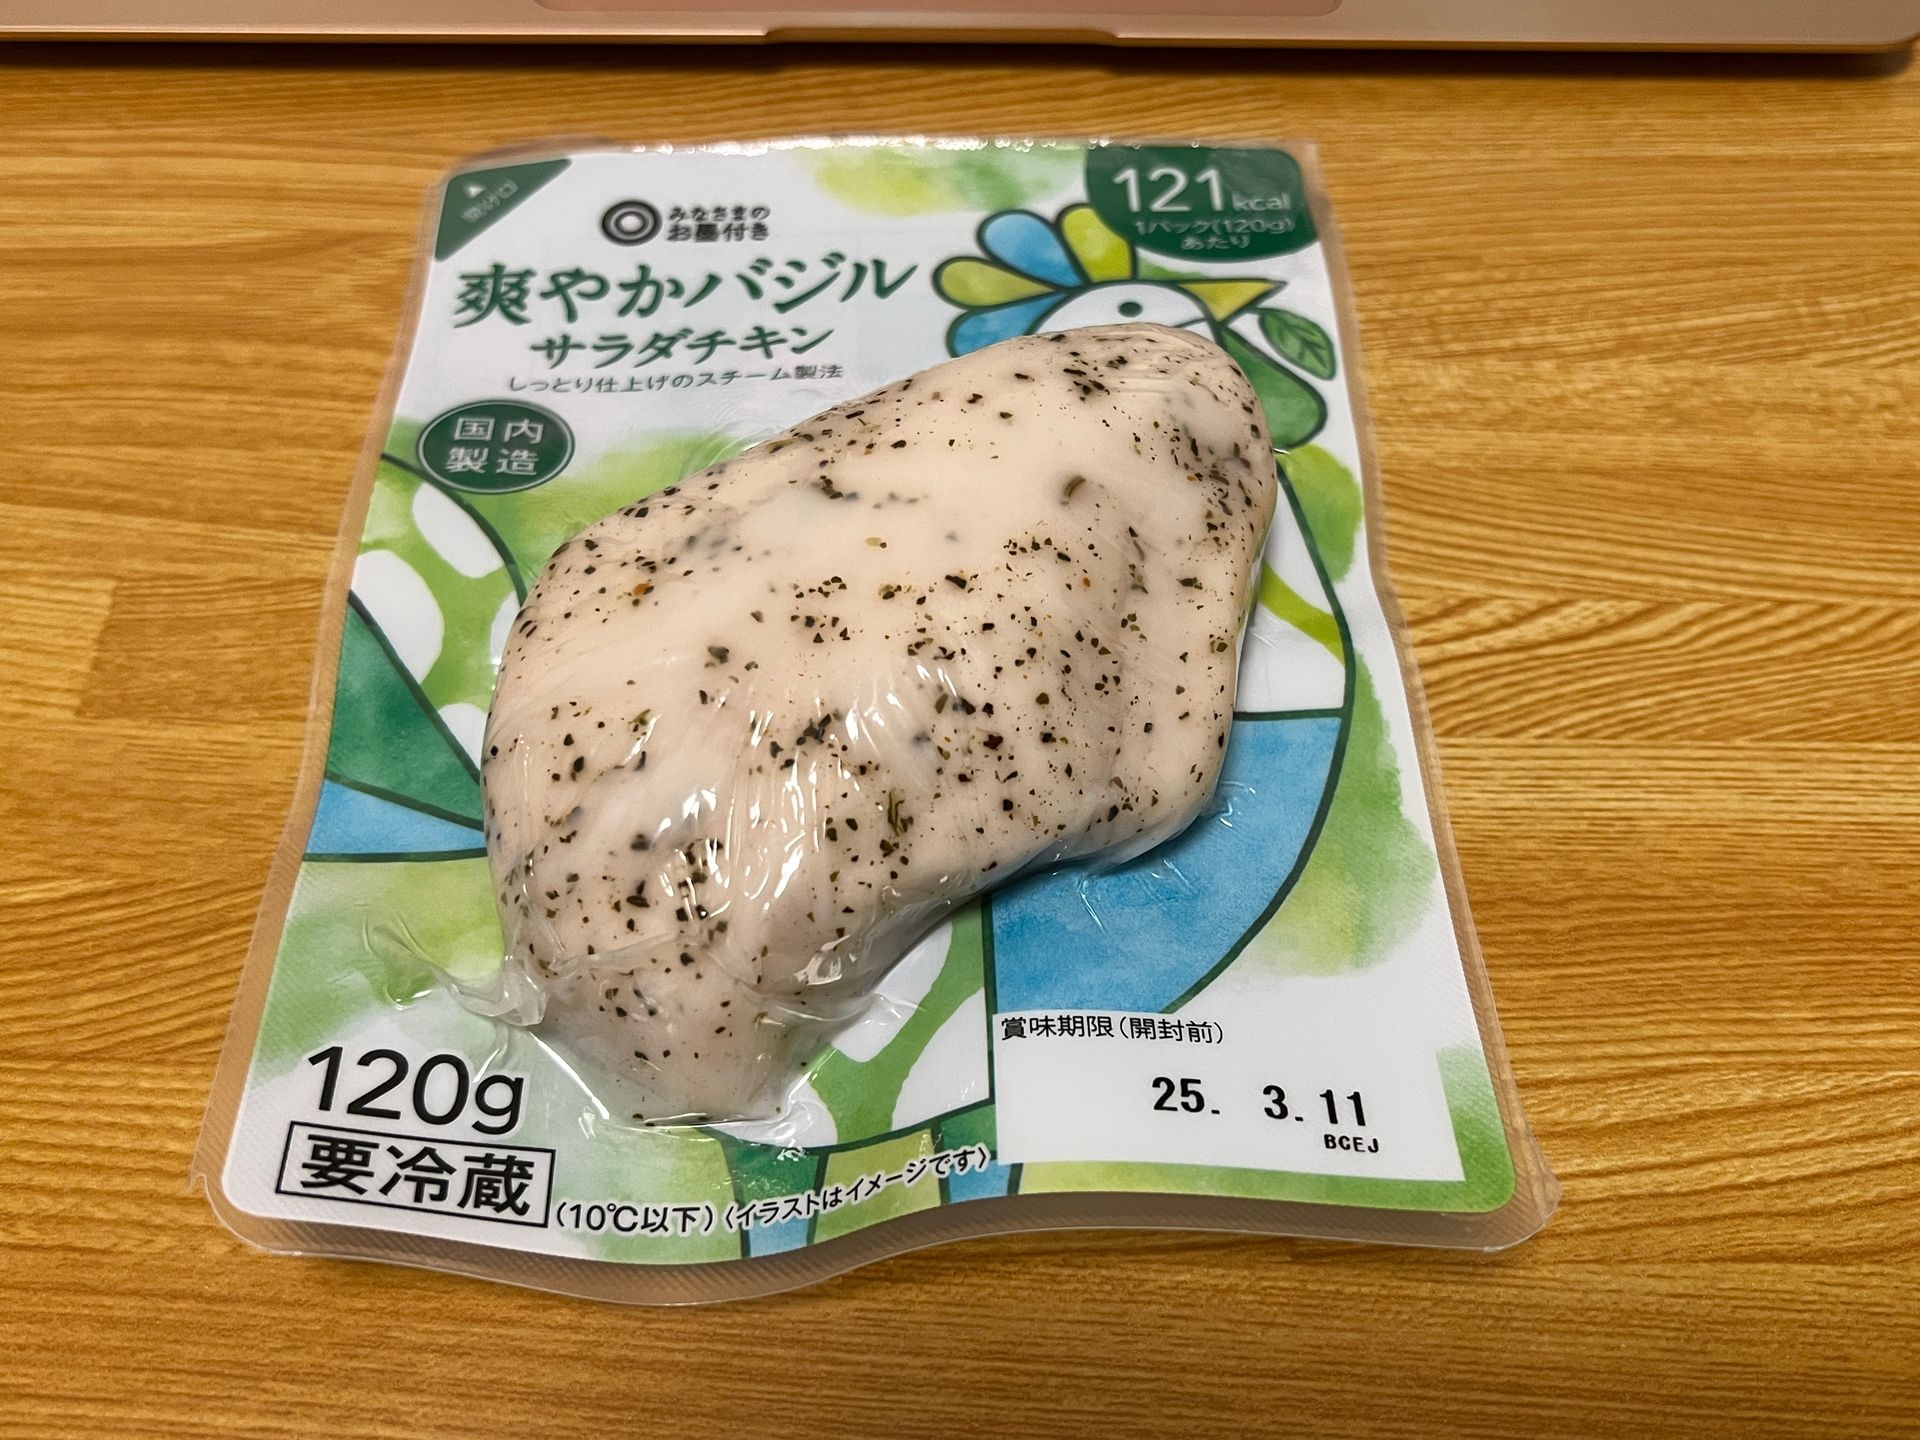 開け口
みなさまの
お墨付き
爽やかバジル
サラダチキン
しっとり仕上げのスチーム製法
国内
製造
121kcal
1パック(120g)
あたり
賞味期限(開封前)
25. 3. 11
BCEJ
120g
要冷蔵
(10℃以下)〈イラストはイメージです〉